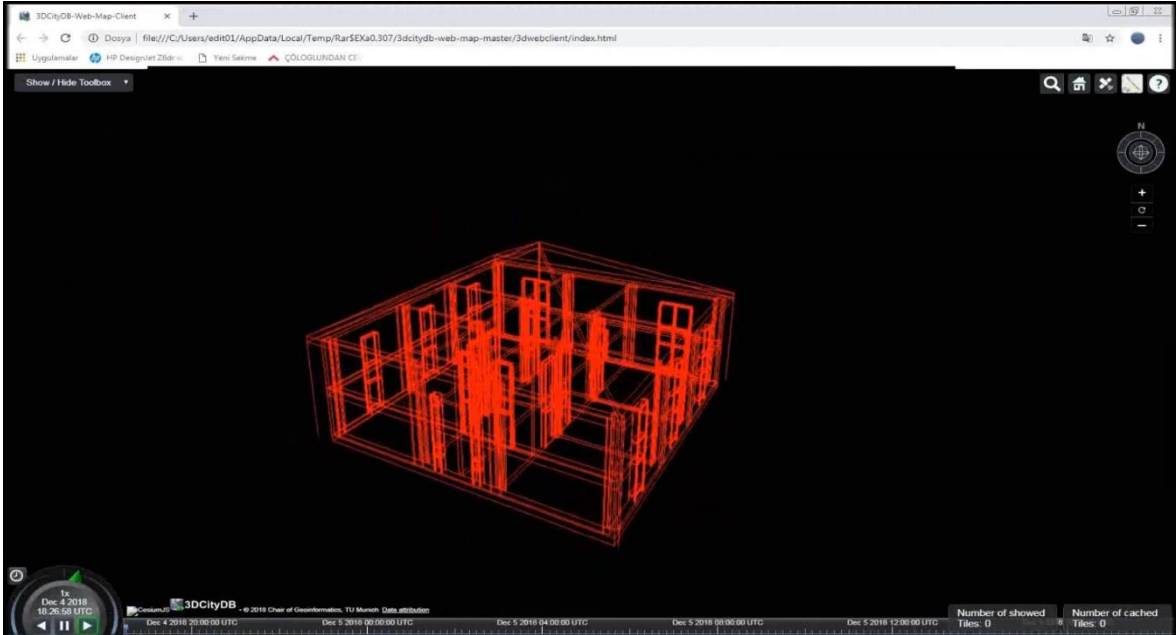 3DCityDB-Web-Map-Client × +
Dosya | file:///C:/Users/edit01/AppData/Local/Temp/Rar$EXa0.307/3dcitydb-web-map-master/3dwebclient/index.html
Uygulamalar HP DesignJet Yeni Sekme ÇÖLOGLUNDAN
Show / Hide Toolbox
?
N
+
−
1x
Dec 4 2018
18:26:58 UTC
CesiumJS 3DCityDB - © 2018 Chair of Geoinformatics, TU Munich Data attribution
Dec 4 2018 20:00:00 UTC Dec 5 2018 00:00:00 UTC Dec 5 2018 04:00:00 UTC Dec 5 2018 08:00:00 UTC Dec 5 2018 12:00:00 UTC
Number of showed
Tiles: 0
Number of cached
Tiles: 0